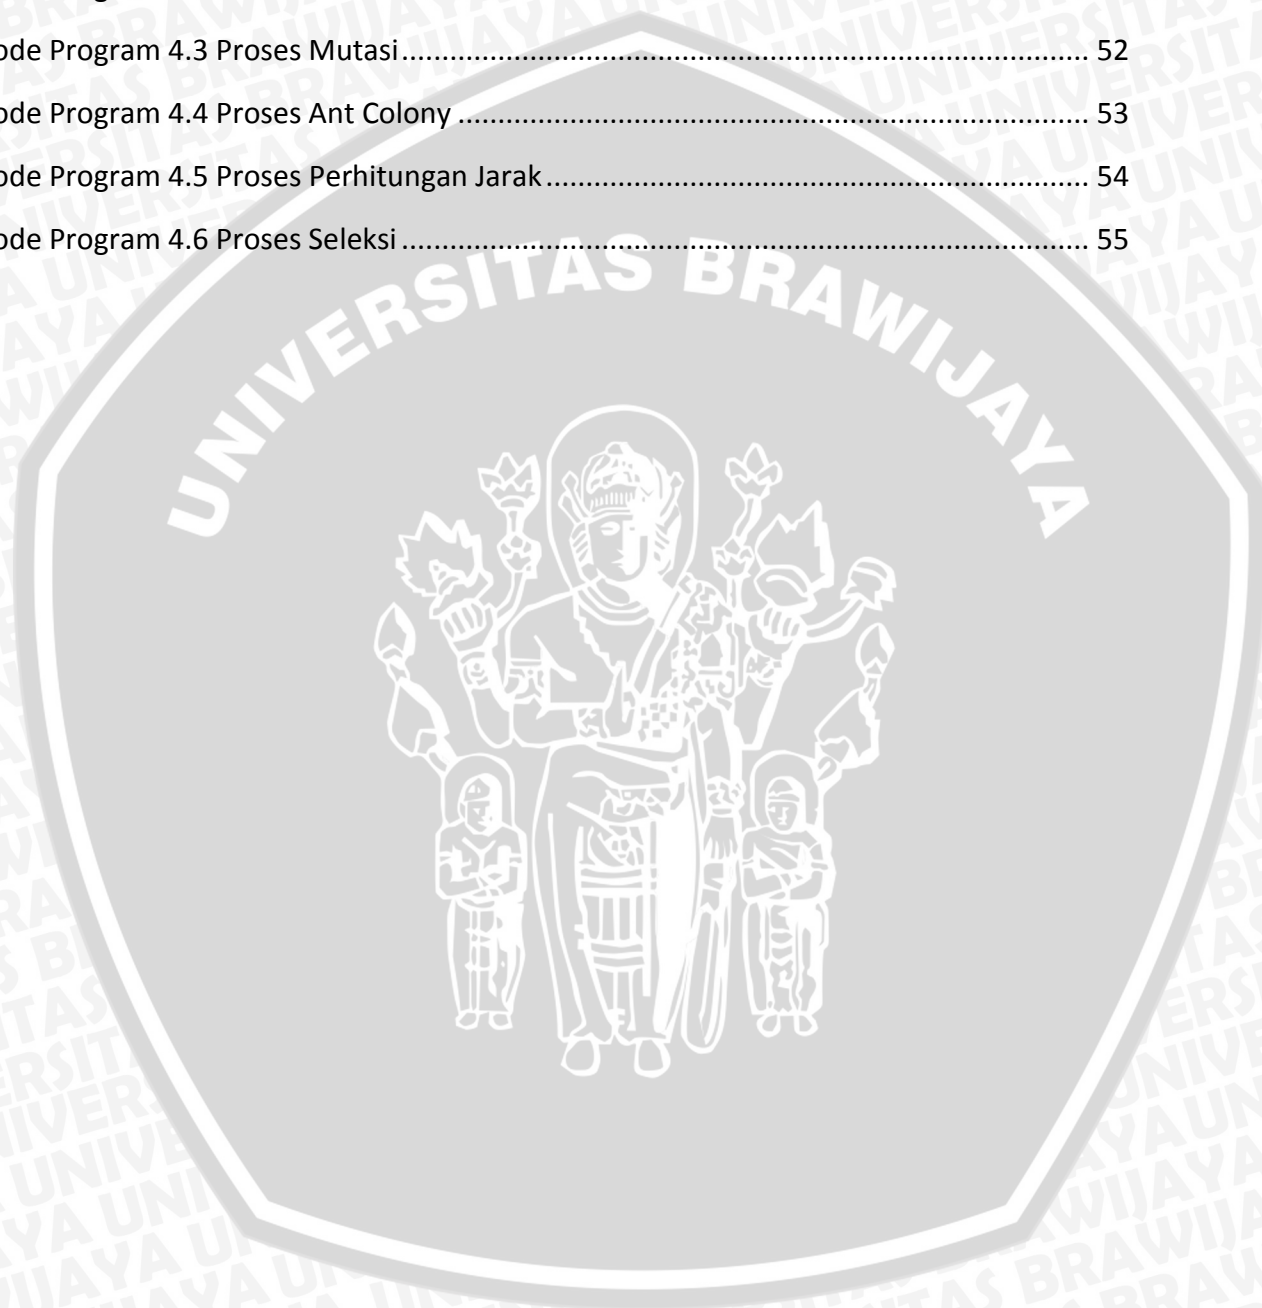 ode Program 4.3 Proses Mutasi.................................................................................... 52
ode Program 4.4 Proses Ant Colony ............................................................................. 53
ode Program 4.5 Proses Perhitungan Jarak.................................................................. 54
ode Program 4.6 Proses Seleksi .................................................................................... 55
UNIVERSITAS BRAWIJAYA